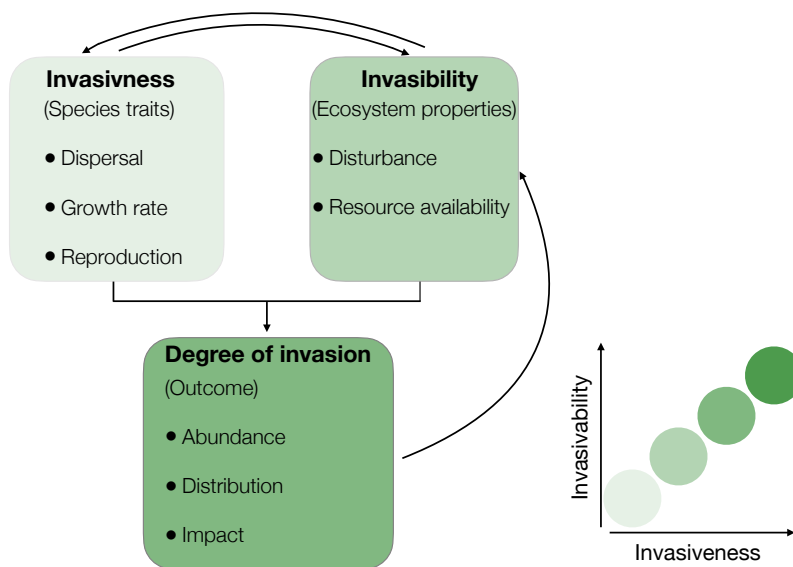 Invasivness
(Species traits)
● Dispersal
● Growth rate
● Reproduction
Invasibility
(Ecosystem properties)
● Disturbance
● Resource availability
Degree of invasion
(Outcome)
● Abundance
● Distribution
● Impact
Invasivability
Invasiveness